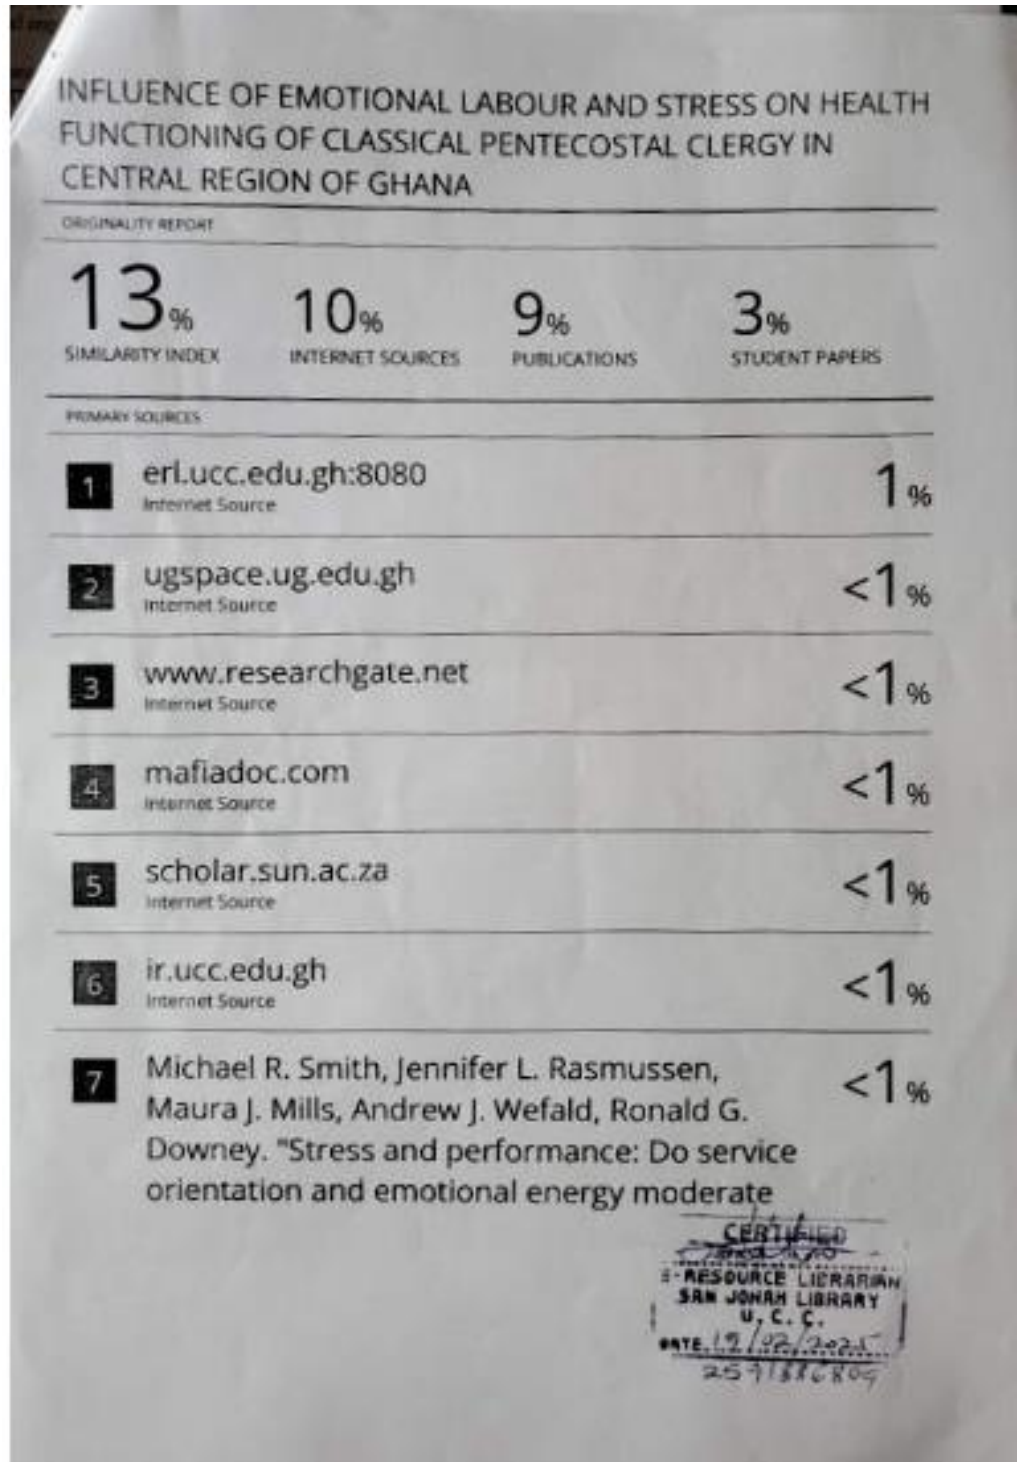 INFLUENCE OF EMOTIONAL LABOUR AND STRESS ON HEALTH
FUNCTIONING OF CLASSICAL PENTECOSTAL CLERGY IN
CENTRAL REGION OF GHANA
ORIGINALITY REPORT
13% 10% 9% 3%
SIMILARITY INDEX INTERNET SOURCES PUBLICATIONS STUDENT PAPERS
PRIMARY SOURCES
1 erl.ucc.edu.gh:8080 1%
Internet Source
2 ugspace.ug.edu.gh <1%
Internet Source
3 www.researchgate.net <1%
Internet Source
4 mafiadoc.com <1%
Internet Source
5 scholar.sun.ac.za <1%
Internet Source
6 ir.ucc.edu.gh <1%
Internet Source
7 Michael R. Smith, Jennifer L. Rasmussen, <1%
Maura J. Mills, Andrew J. Wefald, Ronald G.
Downey. "Stress and performance: Do service
orientation and emotional energy moderate
CERTIFIED
E-RESOURCE LIBRARIAN
SAM JONAH LIBRARY
U. C. C.
DATE